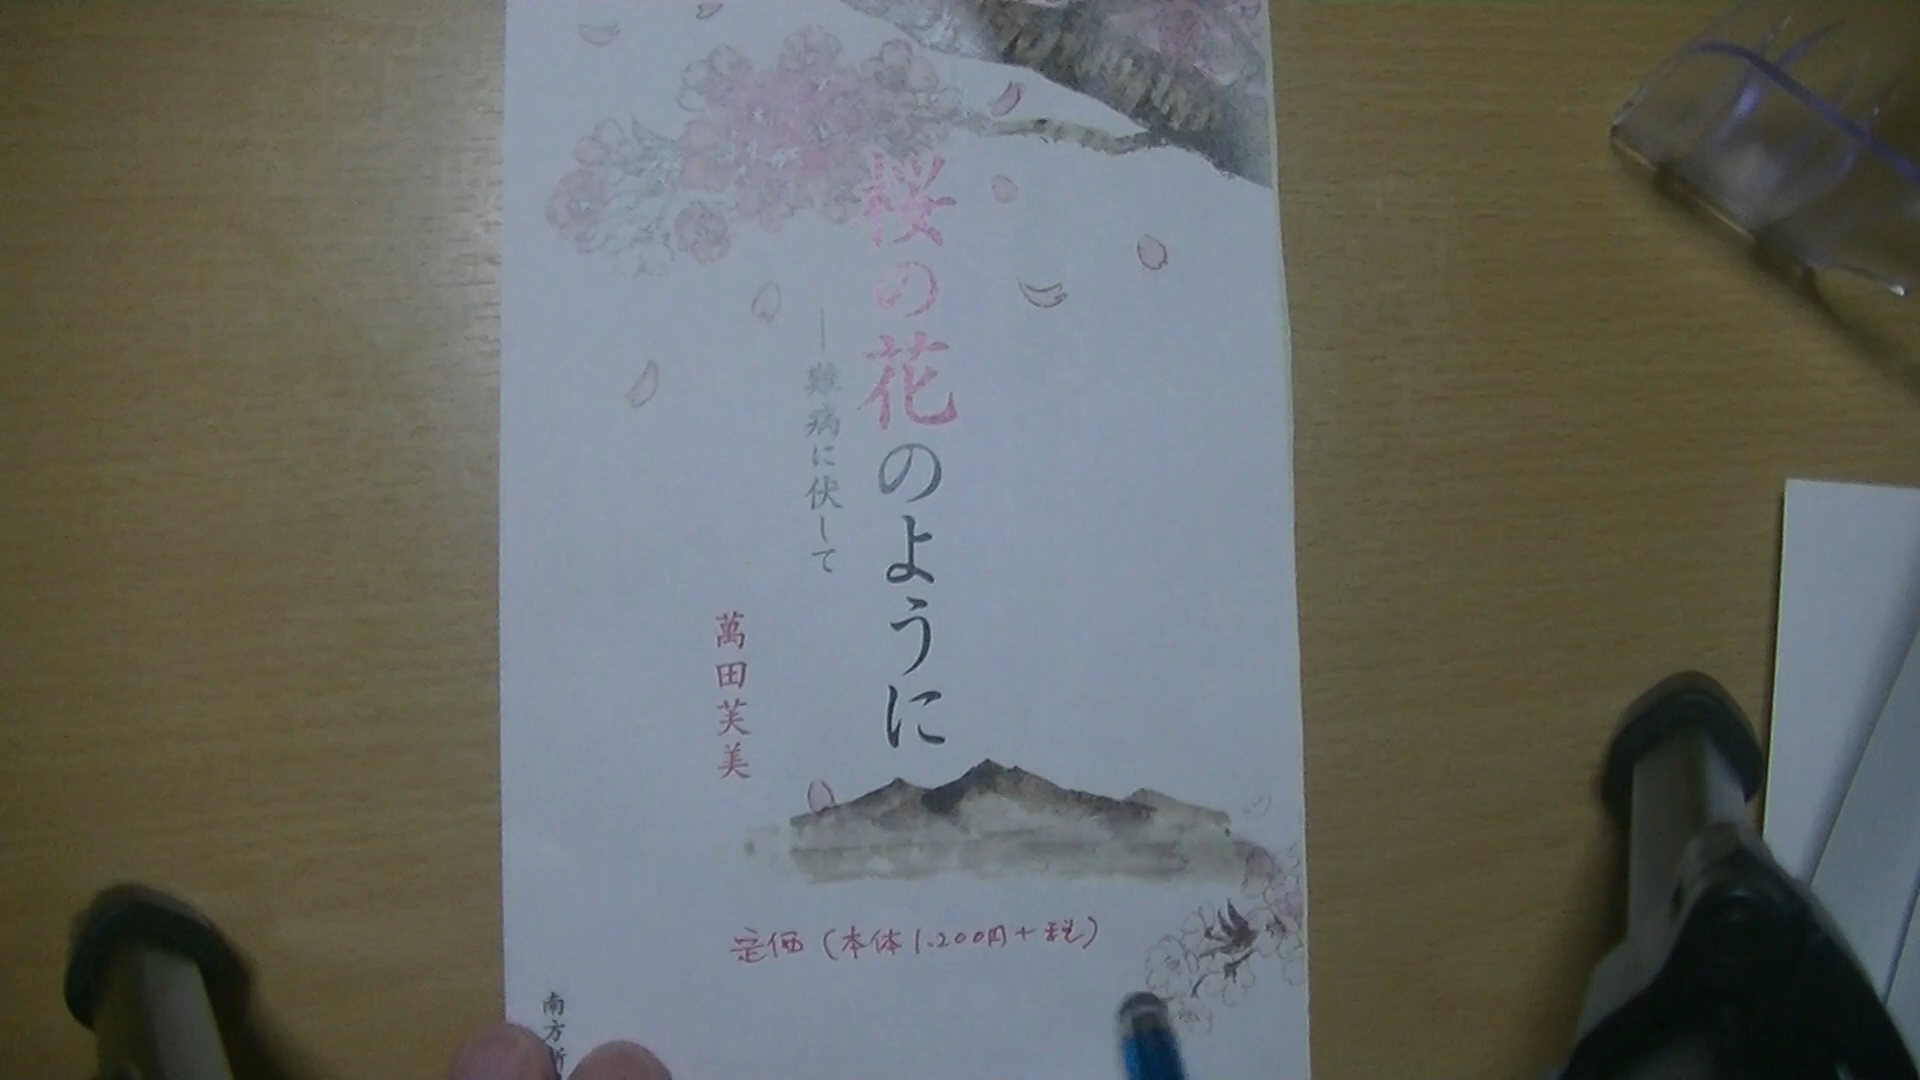 桜の花のように
―難病に伏して
萬田芙美
定価(本体1.200円+税)
南方新